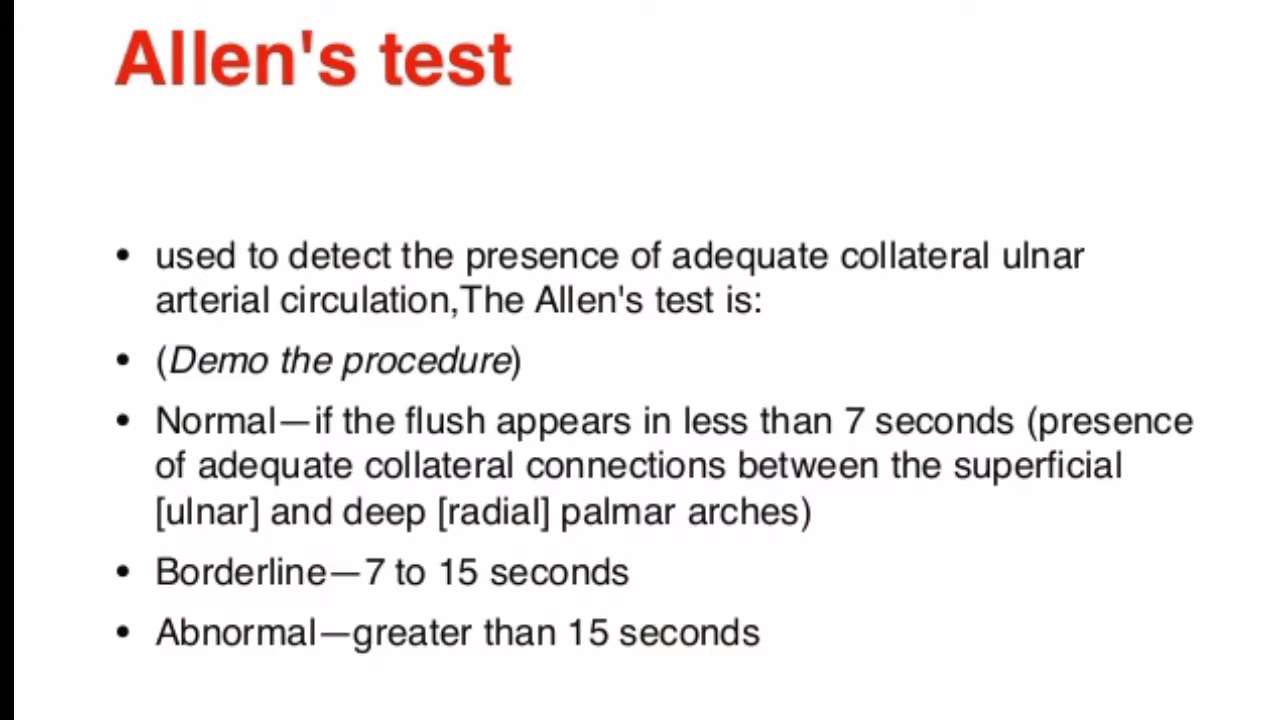 Allen's test
• used to detect the presence of adequate collateral ulnar
arterial circulation,The Allen's test is:
• (Demo the procedure)
• Normal—if the flush appears in less than 7 seconds (presence
of adequate collateral connections between the superficial
[ulnar] and deep [radial] palmar arches)
• Borderline—7 to 15 seconds
• Abnormal—greater than 15 seconds